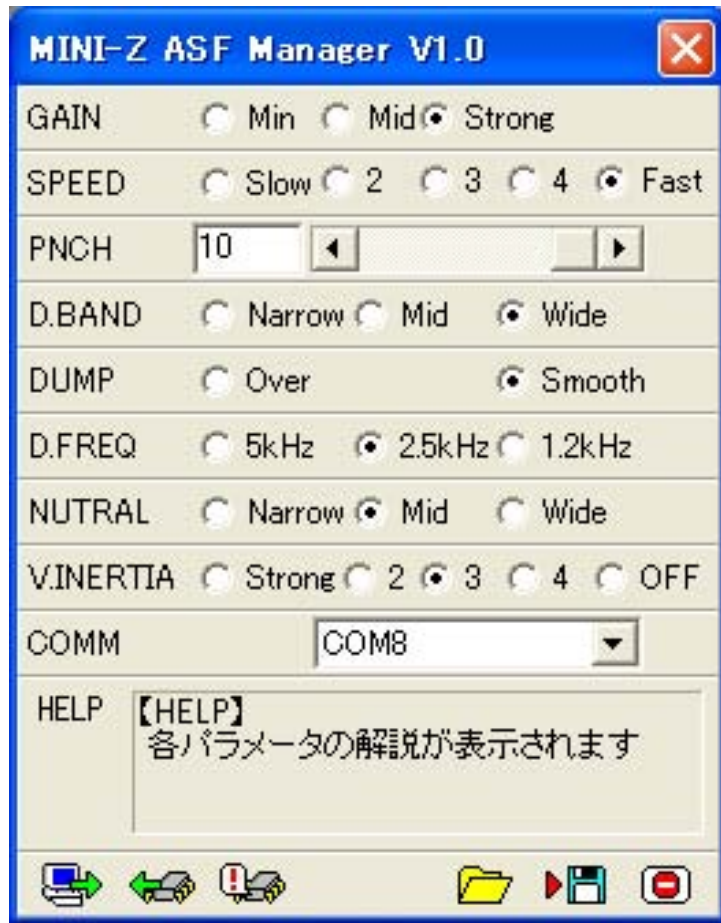 MINI-Z ASF Manager V1.0
GAIN Min Mid Strong
SPEED Slow 2 3 4 Fast
PNCH 10
D.BAND Narrow Mid Wide
DUMP Over Smooth
D.FREQ 5kHz 2.5kHz 1.2kHz
NUTRAL Narrow Mid Wide
V.INERTIA Strong 2 3 4 OFF
COMM COM8
HELP 【HELP】
各パラメータの解説が表示されます